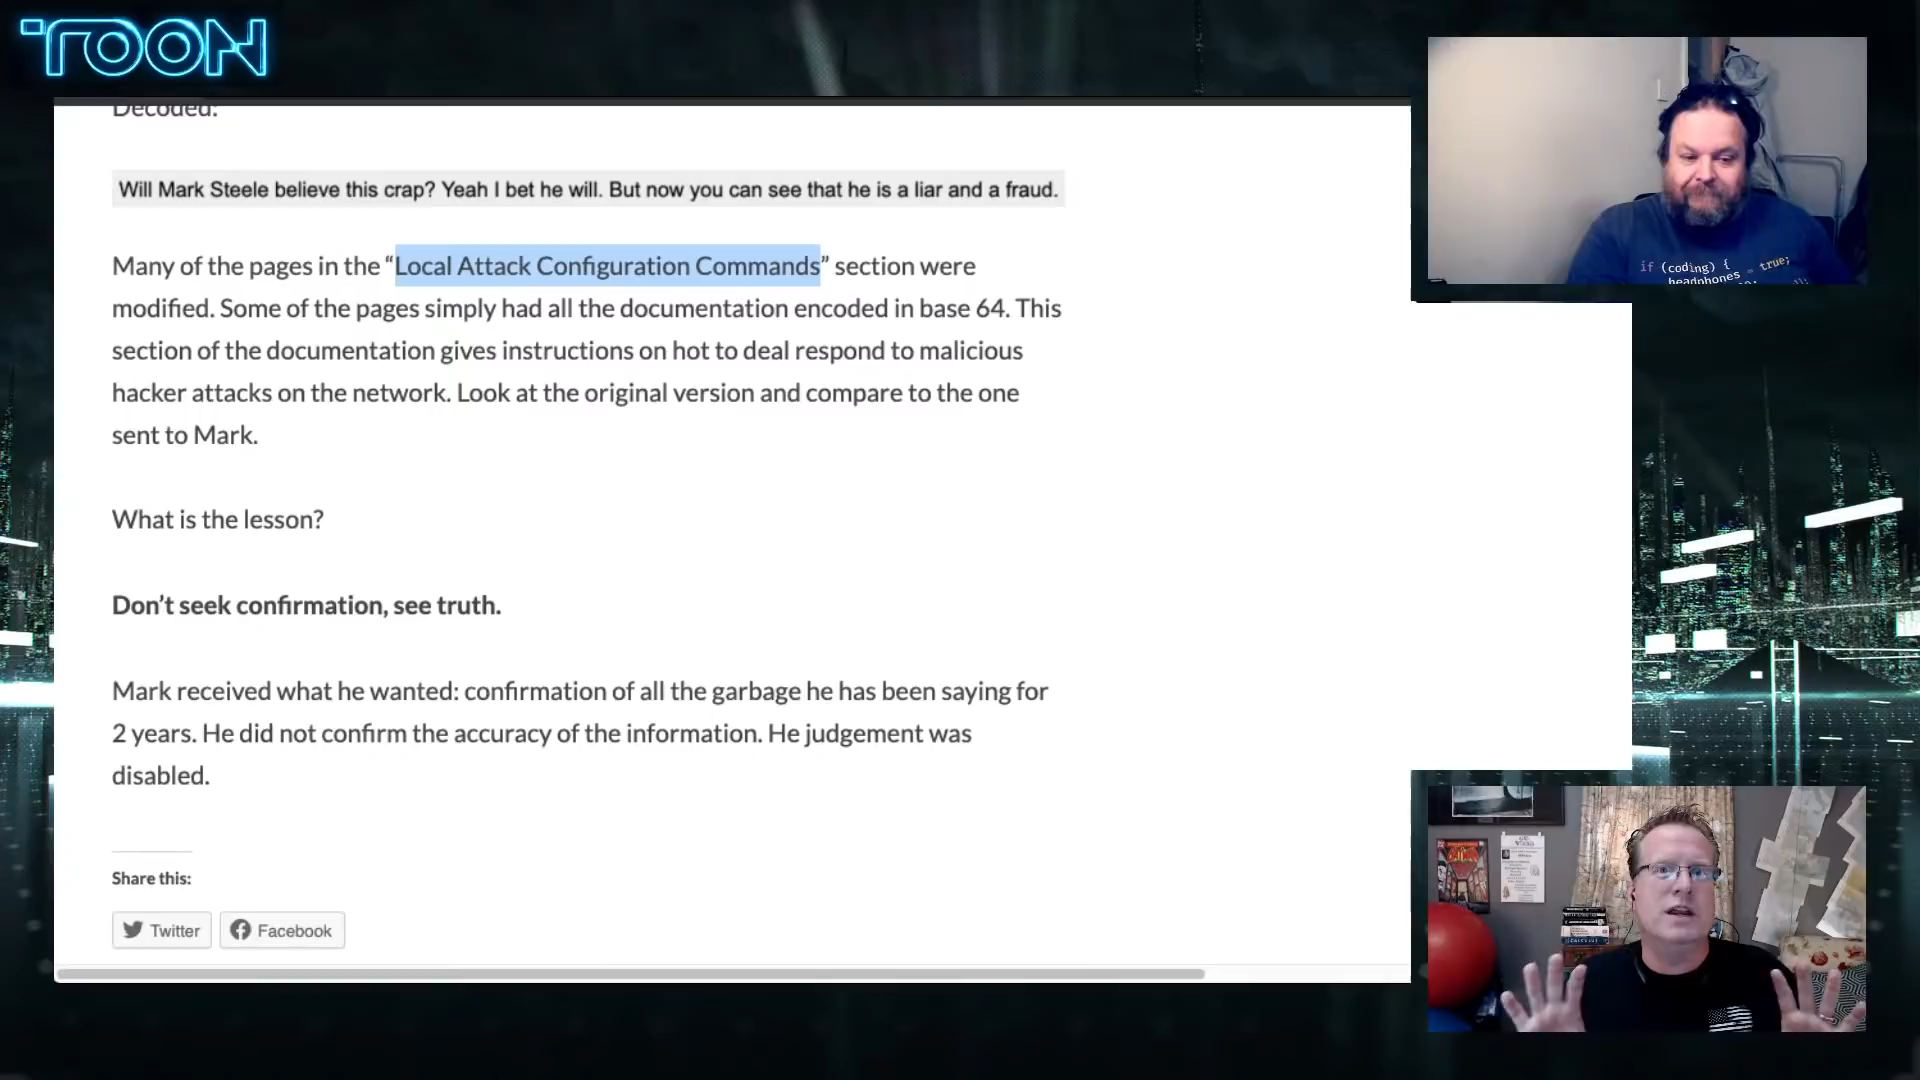 TOON
Decoded:
Will Mark Steele believe this crap? Yeah I bet he will. But now you can see that he is a liar and a fraud.
Many of the pages in the “Local Attack Configuration Commands” section were
modified. Some of the pages simply had all the documentation encoded in base 64. This
section of the documentation gives instructions on hot to deal respond to malicious
hacker attacks on the network. Look at the original version and compare to the one
sent to Mark.
What is the lesson?
Don’t seek confirmation, see truth.
Mark received what he wanted: confirmation of all the garbage he has been saying for
2 years. He did not confirm the accuracy of the information. He judgement was
disabled.
Share this:
Twitter
Facebook
if (coding) {
headphones = true;
BATMAN
CALCULUS